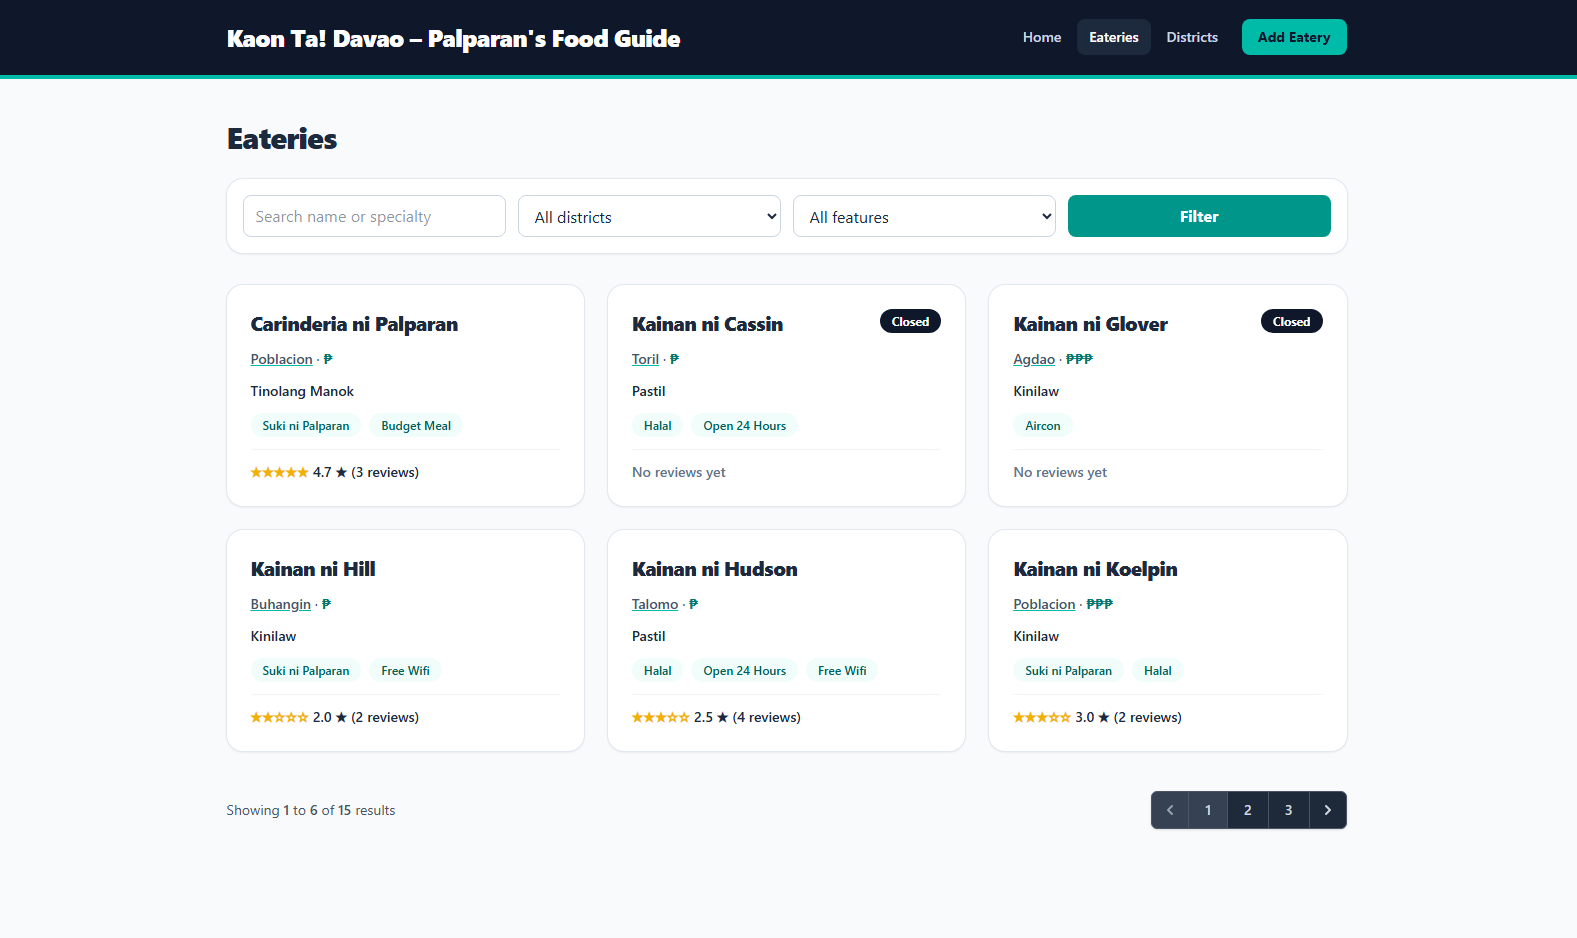 Kaon Ta! Davao – Palparan's Food Guide
Home
Eateries
Districts
Add Eatery
Eateries
Search name or specialty
All districts
All features
Filter
Carinderia ni Palparan
Poblacion · ₱
Tinolang Manok
Suki ni Palparan
Budget Meal
★★★★★ 4.7 ★ (3 reviews)
Kainan ni Cassin
Closed
Toril · ₱
Pastil
Halal
Open 24 Hours
No reviews yet
Kainan ni Glover
Closed
Agdao · ₱₱₱
Kinilaw
Aircon
No reviews yet
Kainan ni Hill
Buhangin · ₱
Kinilaw
Suki ni Palparan
Free Wifi
★★☆☆☆ 2.0 ★ (2 reviews)
Kainan ni Hudson
Talomo · ₱
Pastil
Halal
Open 24 Hours
Free Wifi
★★★☆☆ 2.5 ★ (4 reviews)
Kainan ni Koelpin
Poblacion · ₱₱₱
Kinilaw
Suki ni Palparan
Halal
★★★☆☆ 3.0 ★ (2 reviews)
Showing 1 to 6 of 15 results
1
2
3